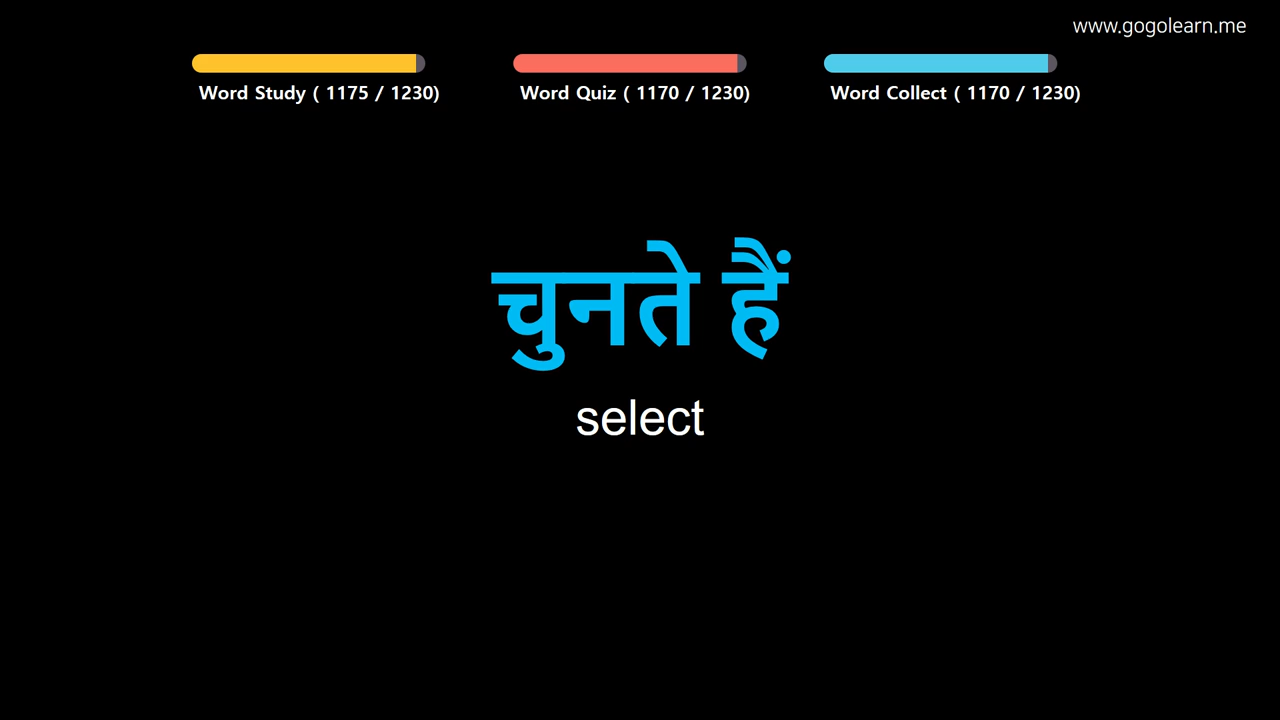 www.gogolearn.me
Word Study ( 1175 / 1230)
Word Quiz ( 1170 / 1230)
Word Collect ( 1170 / 1230)
चुनते हैं
select